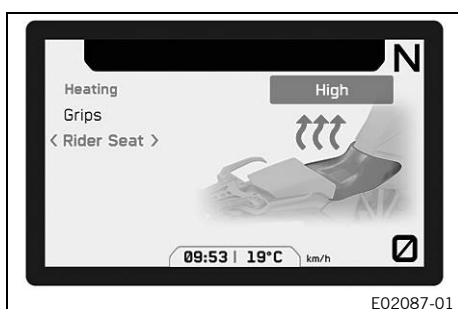 N
Heating
High
Grips
< Rider Seat >
09:53 | 19°C km/h
0
E02087-01